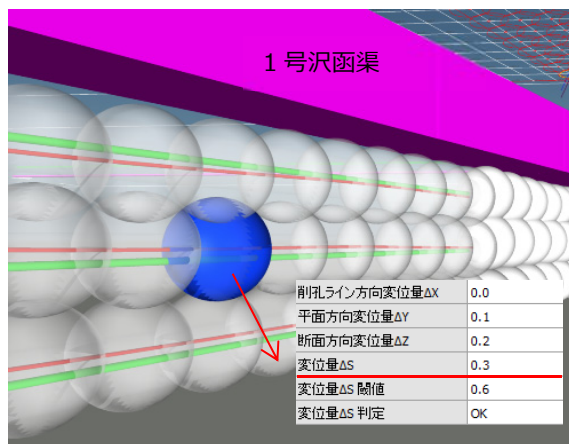 1号沢函渠
削孔ライン方向変位量ΔX 0.0
平面方向変位量ΔY 0.1
断面方向変位量ΔZ 0.2
変位量ΔS 0.3
変位量ΔS 閾値 0.6
変位量ΔS 判定 OK